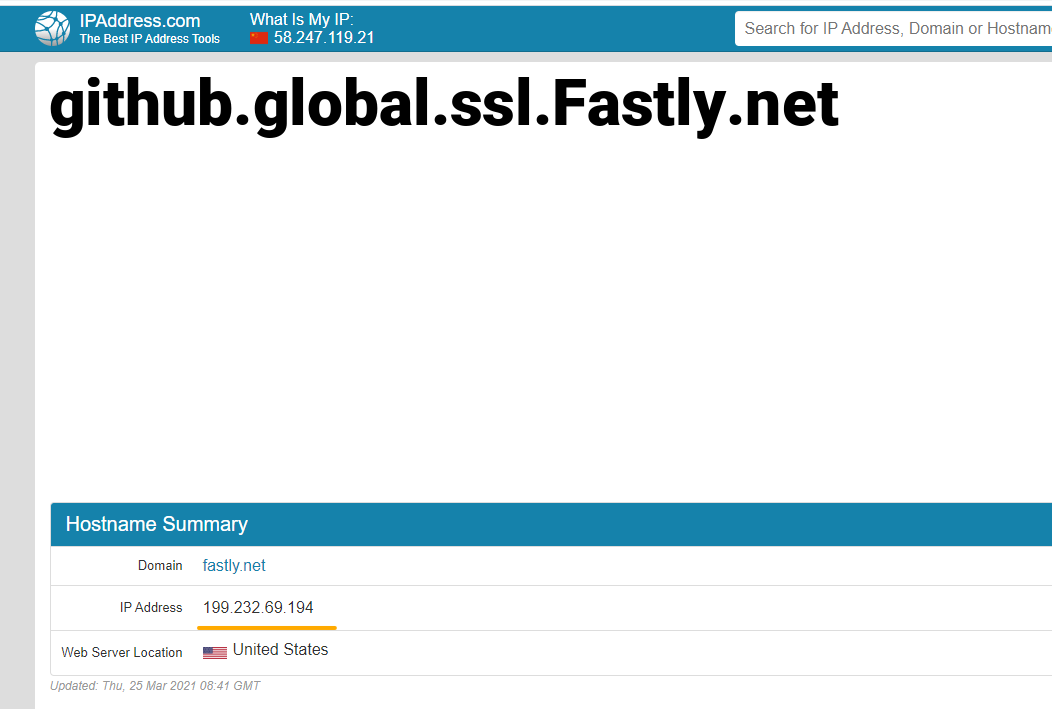 IPAddress.com
The Best IP Address Tools
What Is My IP:
58.247.119.21
Search for IP Address, Domain or Hostnam
github.global.ssl.Fastly.net
Hostname Summary
Domain fastly.net
IP Address 199.232.69.194
Web Server Location United States
Updated: Thu, 25 Mar 2021 08:41 GMT